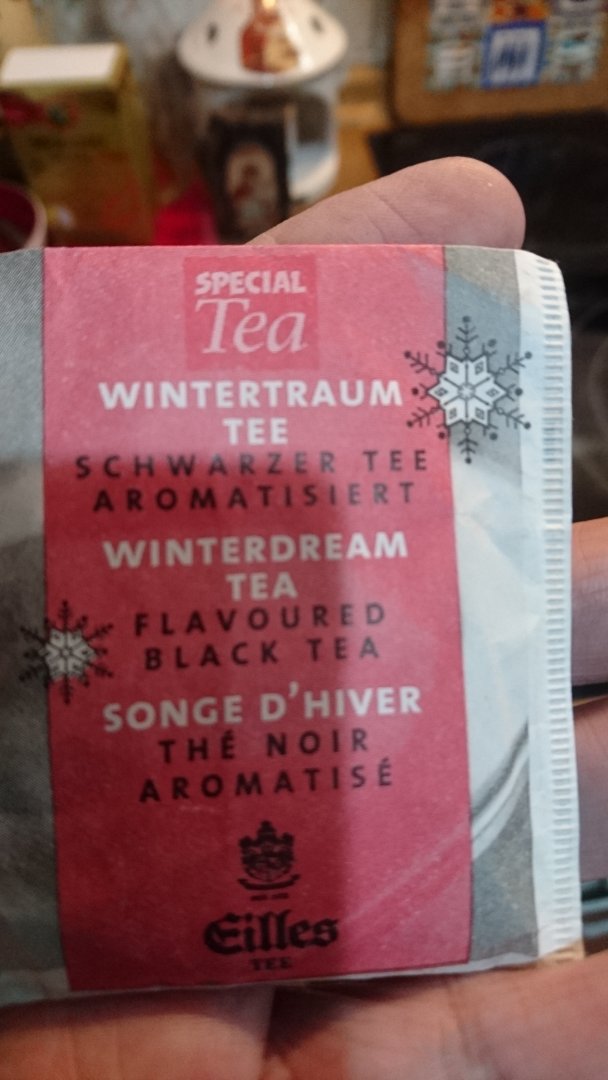 SPECIAL
Tea
WINTERTRAUM
TEE
SCHWARZER TEE
AROMATISIERT
WINTERDREAM
TEA
FLAVOURED
BLACK TEA
SONGE D'HIVER
THÉ NOIR
AROMATISÉ
Eilles
TEE